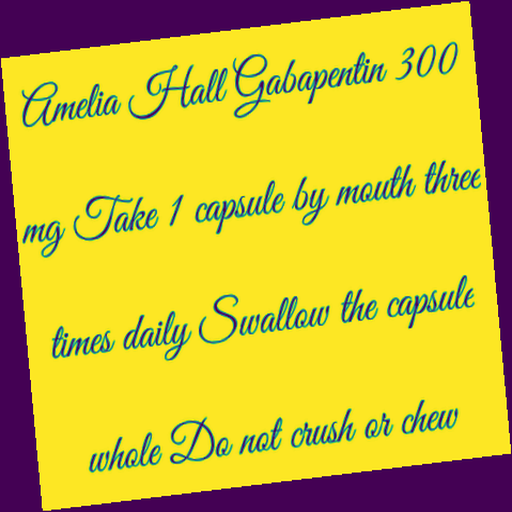 Amelia Hall Gabapentin 300
mg Take 1 capsule by mouth three
times daily Swallow the capsule
whole Do not crush or chew